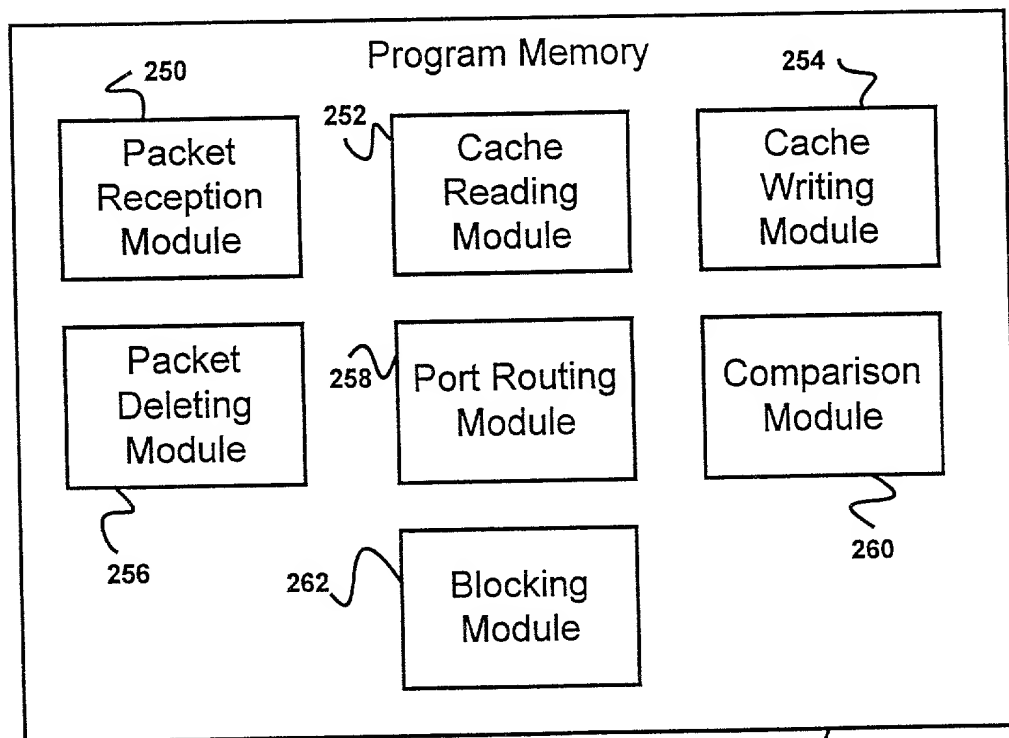 Program Memory
250
Packet
Reception
Module
252
Cache
Reading
Module
254
Cache
Writing
Module
Packet
Deleting
Module
256
258
Port Routing
Module
Comparison
Module
260
262
Blocking
Module